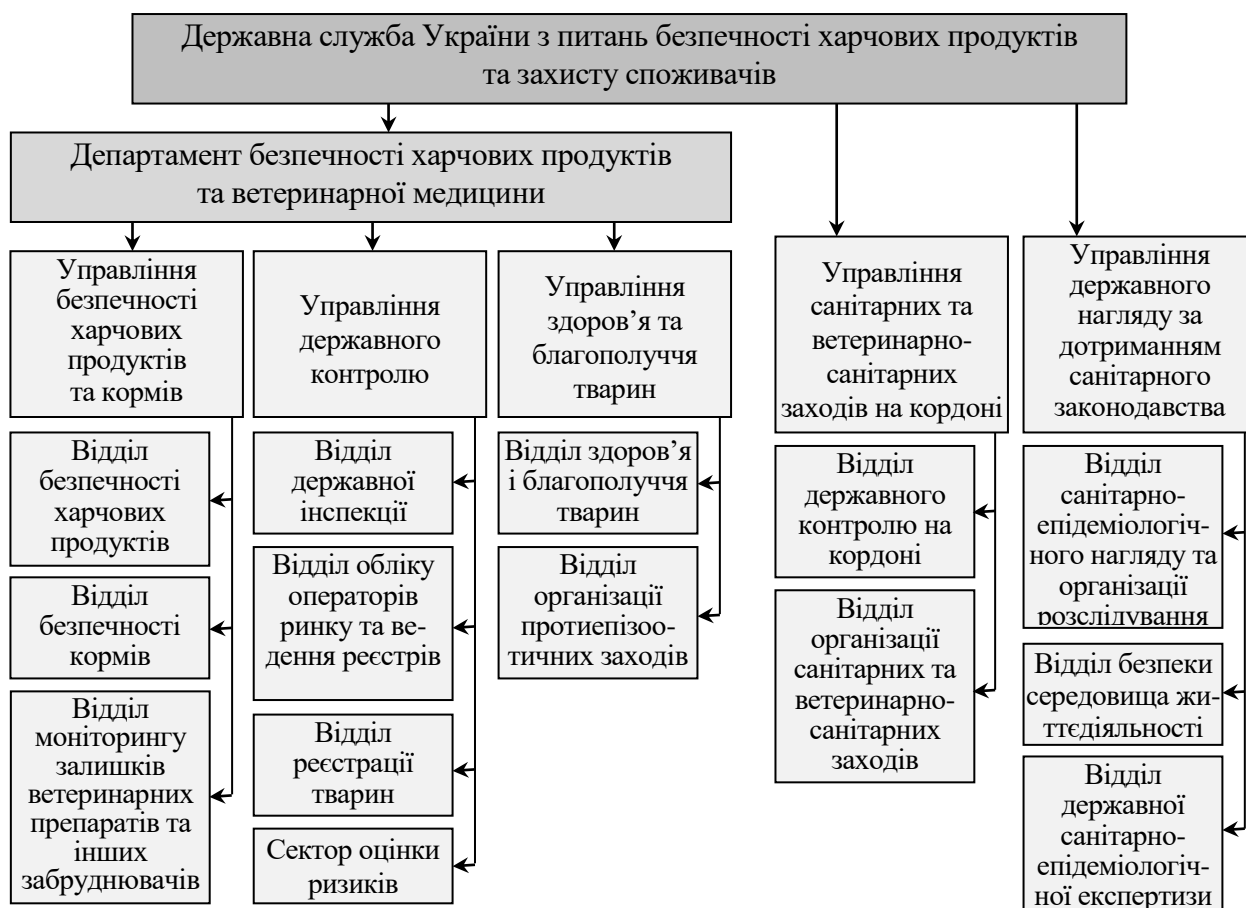 Державна служба України з питань безпечності харчових продуктів
та захисту споживачів
Департамент безпечності харчових продуктів
та ветеринарної медицини
Управління
безпечності
харчових
продуктів
та кормів
Відділ
безпечності
харчових
продуктів
Відділ
безпечності
кормів
Відділ
моніторингу
залишків
ветеринарних
препаратів та
інших
забруднювачів
Управління
державного
контролю
Відділ
державної
інспекції
Відділ обліку
операторів
ринку та ве-
дення реєстрів
Відділ
реєстрації
тварин
Сектор оцінки
ризиків
Управління
здоров’я та
благополуччя
тварин
Відділ здоров’я
і благополуччя
тварин
Відділ
організації
протиепізоо-
тичних заходів
Управління
санітарних та
ветеринарно-
санітарних
заходів на кордоні
Відділ
державного
контролю на
кордоні
Відділ
організації
санітарних та
ветеринарно-
санітарних
заходів
Управління
державного
нагляду за
дотриманням
санітарного
законодавства
Відділ
санітарно-
епідеміологіч-
ного нагляду та
організації
розслідування
Відділ безпеки
середовища жи-
ттєдіяльності
Відділ
державної
санітарно-
епідеміологіч-
ної експертизи